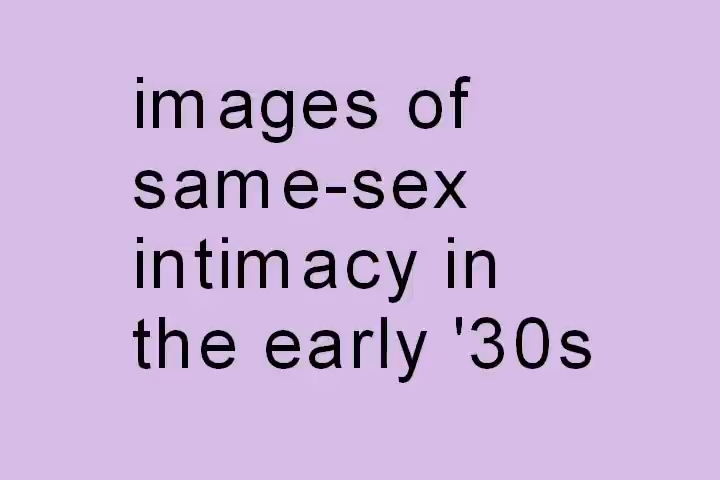 images of
same-sex
intimacy in
the early '30s